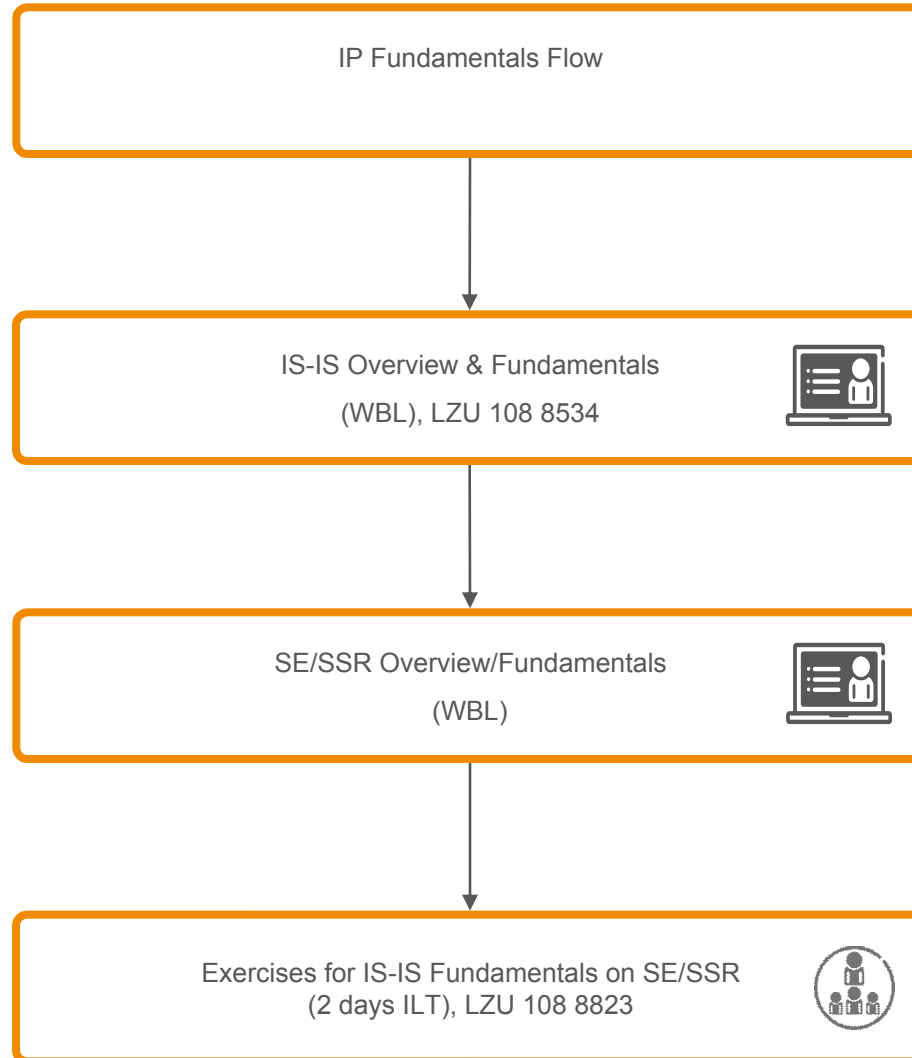 IP Fundamentals Flow
IS-IS Overview & Fundamentals
(WBL), LZU 108 8534
SE/SSR Overview/Fundamentals
(WBL)
Exercises for IS-IS Fundamentals on SE/SSR
(2 days ILT), LZU 108 8823